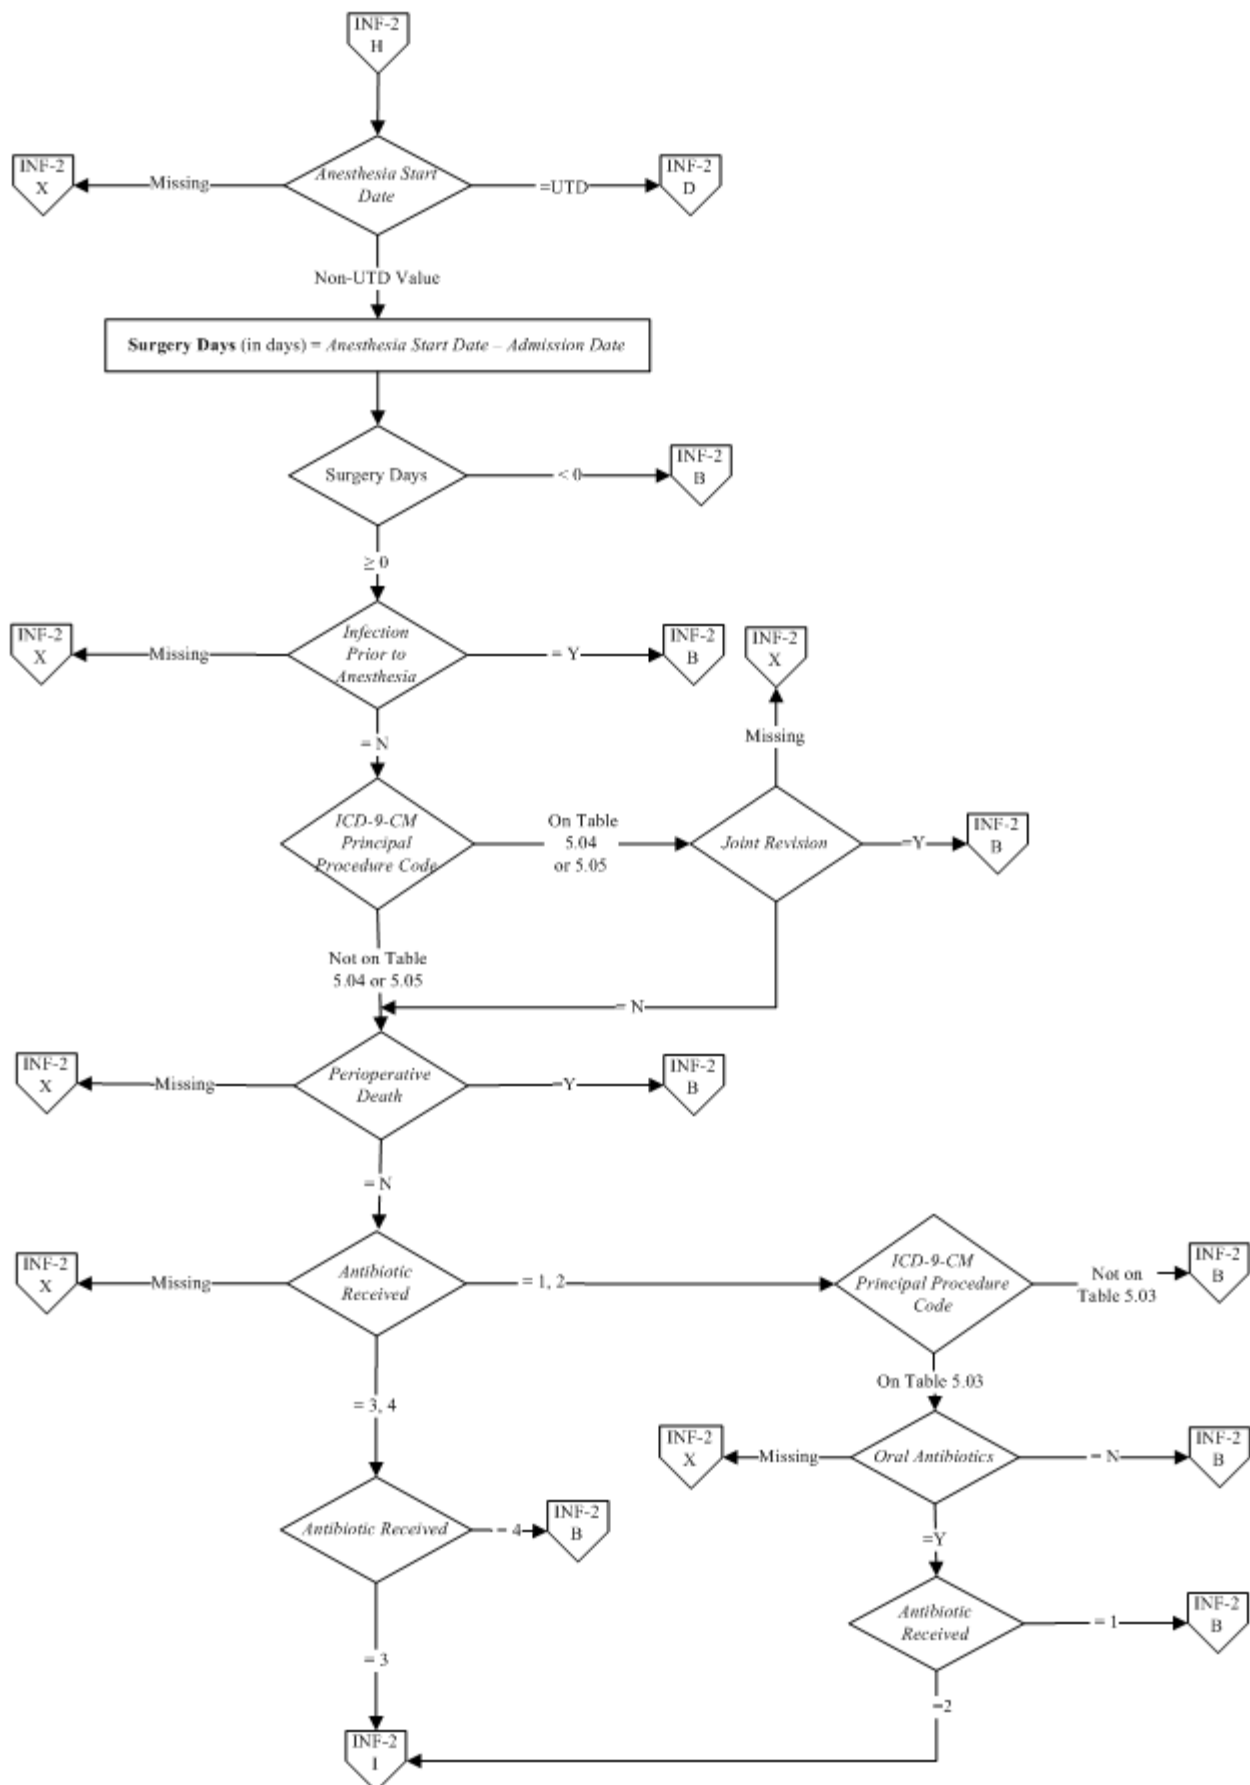 INF-2
H
INF-2
X
Missing
Anesthesia Start
Date
=UTD
INF-2
D
Non-UTD Value
Surgery Days (in days) = Anesthesia Start Date – Admission Date
Surgery Days
< 0
INF-2
B
≥ 0
INF-2
X
Missing
Infection
Prior to
Anesthesia
= Y
INF-2
B
INF-2
X
Missing
= N
ICD-9-CM
Principal
Procedure Code
On Table
5.04
or 5.05
Joint Revision
=Y
INF-2
B
Not on Table
5.04 or 5.05
= N
INF-2
X
Missing
Perioperative
Death
=Y
INF-2
B
= N
INF-2
X
Missing
Antibiotic
Received
= 1, 2
ICD-9-CM
Principal Procedure
Code
Not on
Table 5.03
INF-2
B
On Table 5.03
= 3, 4
INF-2
X
Missing
Oral Antibiotics
= N
INF-2
B
Antibiotic Received
= 4
INF-2
B
=Y
Antibiotic
Received
= 1
INF-2
B
= 3
=2
INF-2
I